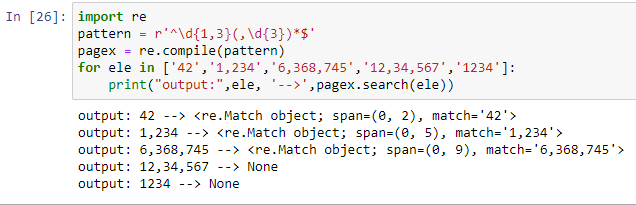 In [26]: import re
pattern = r'^\d{1,3}(,\d{3})*$'
pagex = re.compile(pattern)
for ele in ['42','1,234','6,368,745','12,34,567','1234']:
    print("output:",ele, '-->',pagex.search(ele))
output: 42 --> <re.Match object; span=(0, 2), match='42'>
output: 1,234 --> <re.Match object; span=(0, 5), match='1,234'>
output: 6,368,745 --> <re.Match object; span=(0, 9), match='6,368,745'>
output: 12,34,567 --> None
output: 1234 --> None